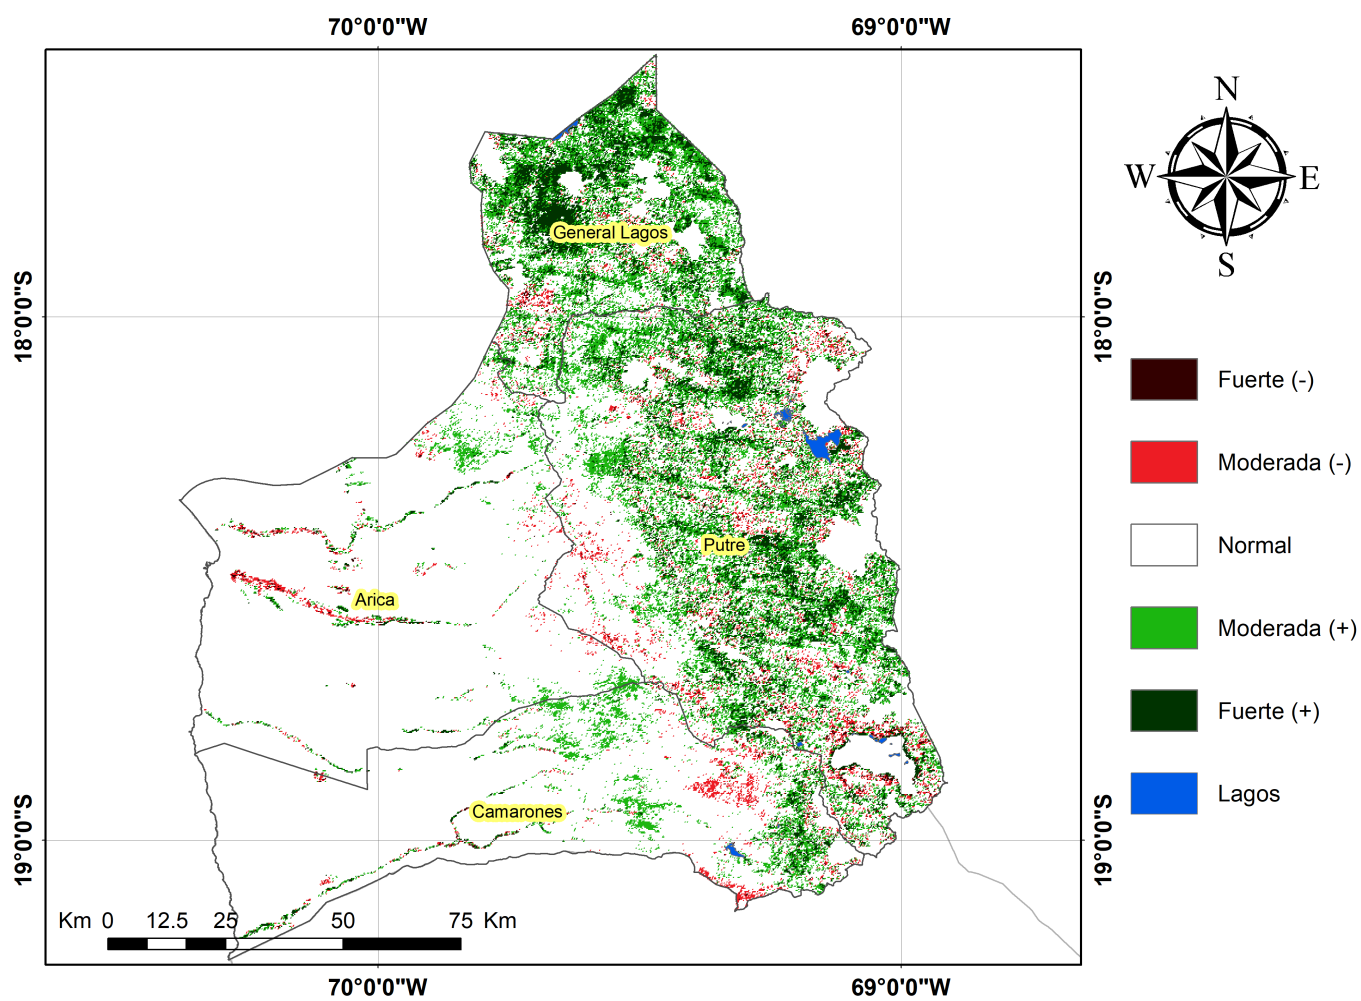 70°0'0"W 69°0'0"W
N
W E
S
General Lagos
18°0'0"S 18°0'0"S
Fuerte (-)
Moderada (-)
Normal
Putre
Arica
Moderada (+)
Fuerte (+)
Lagos
Camarones
19°0'0"S 19°0'0"S
Km 0 12.5 25 50 75 Km
70°0'0"W 69°0'0"W